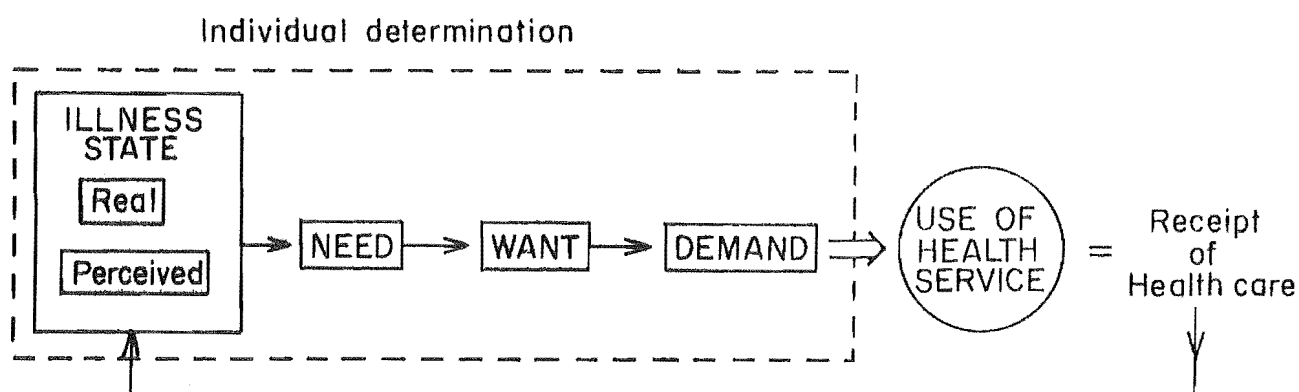 Individual determination
ILLNESS
STATE
Real
Perceived
NEED
WANT
DEMAND
USE OF
HEALTH
SERVICE
=
Receipt
of
Health care